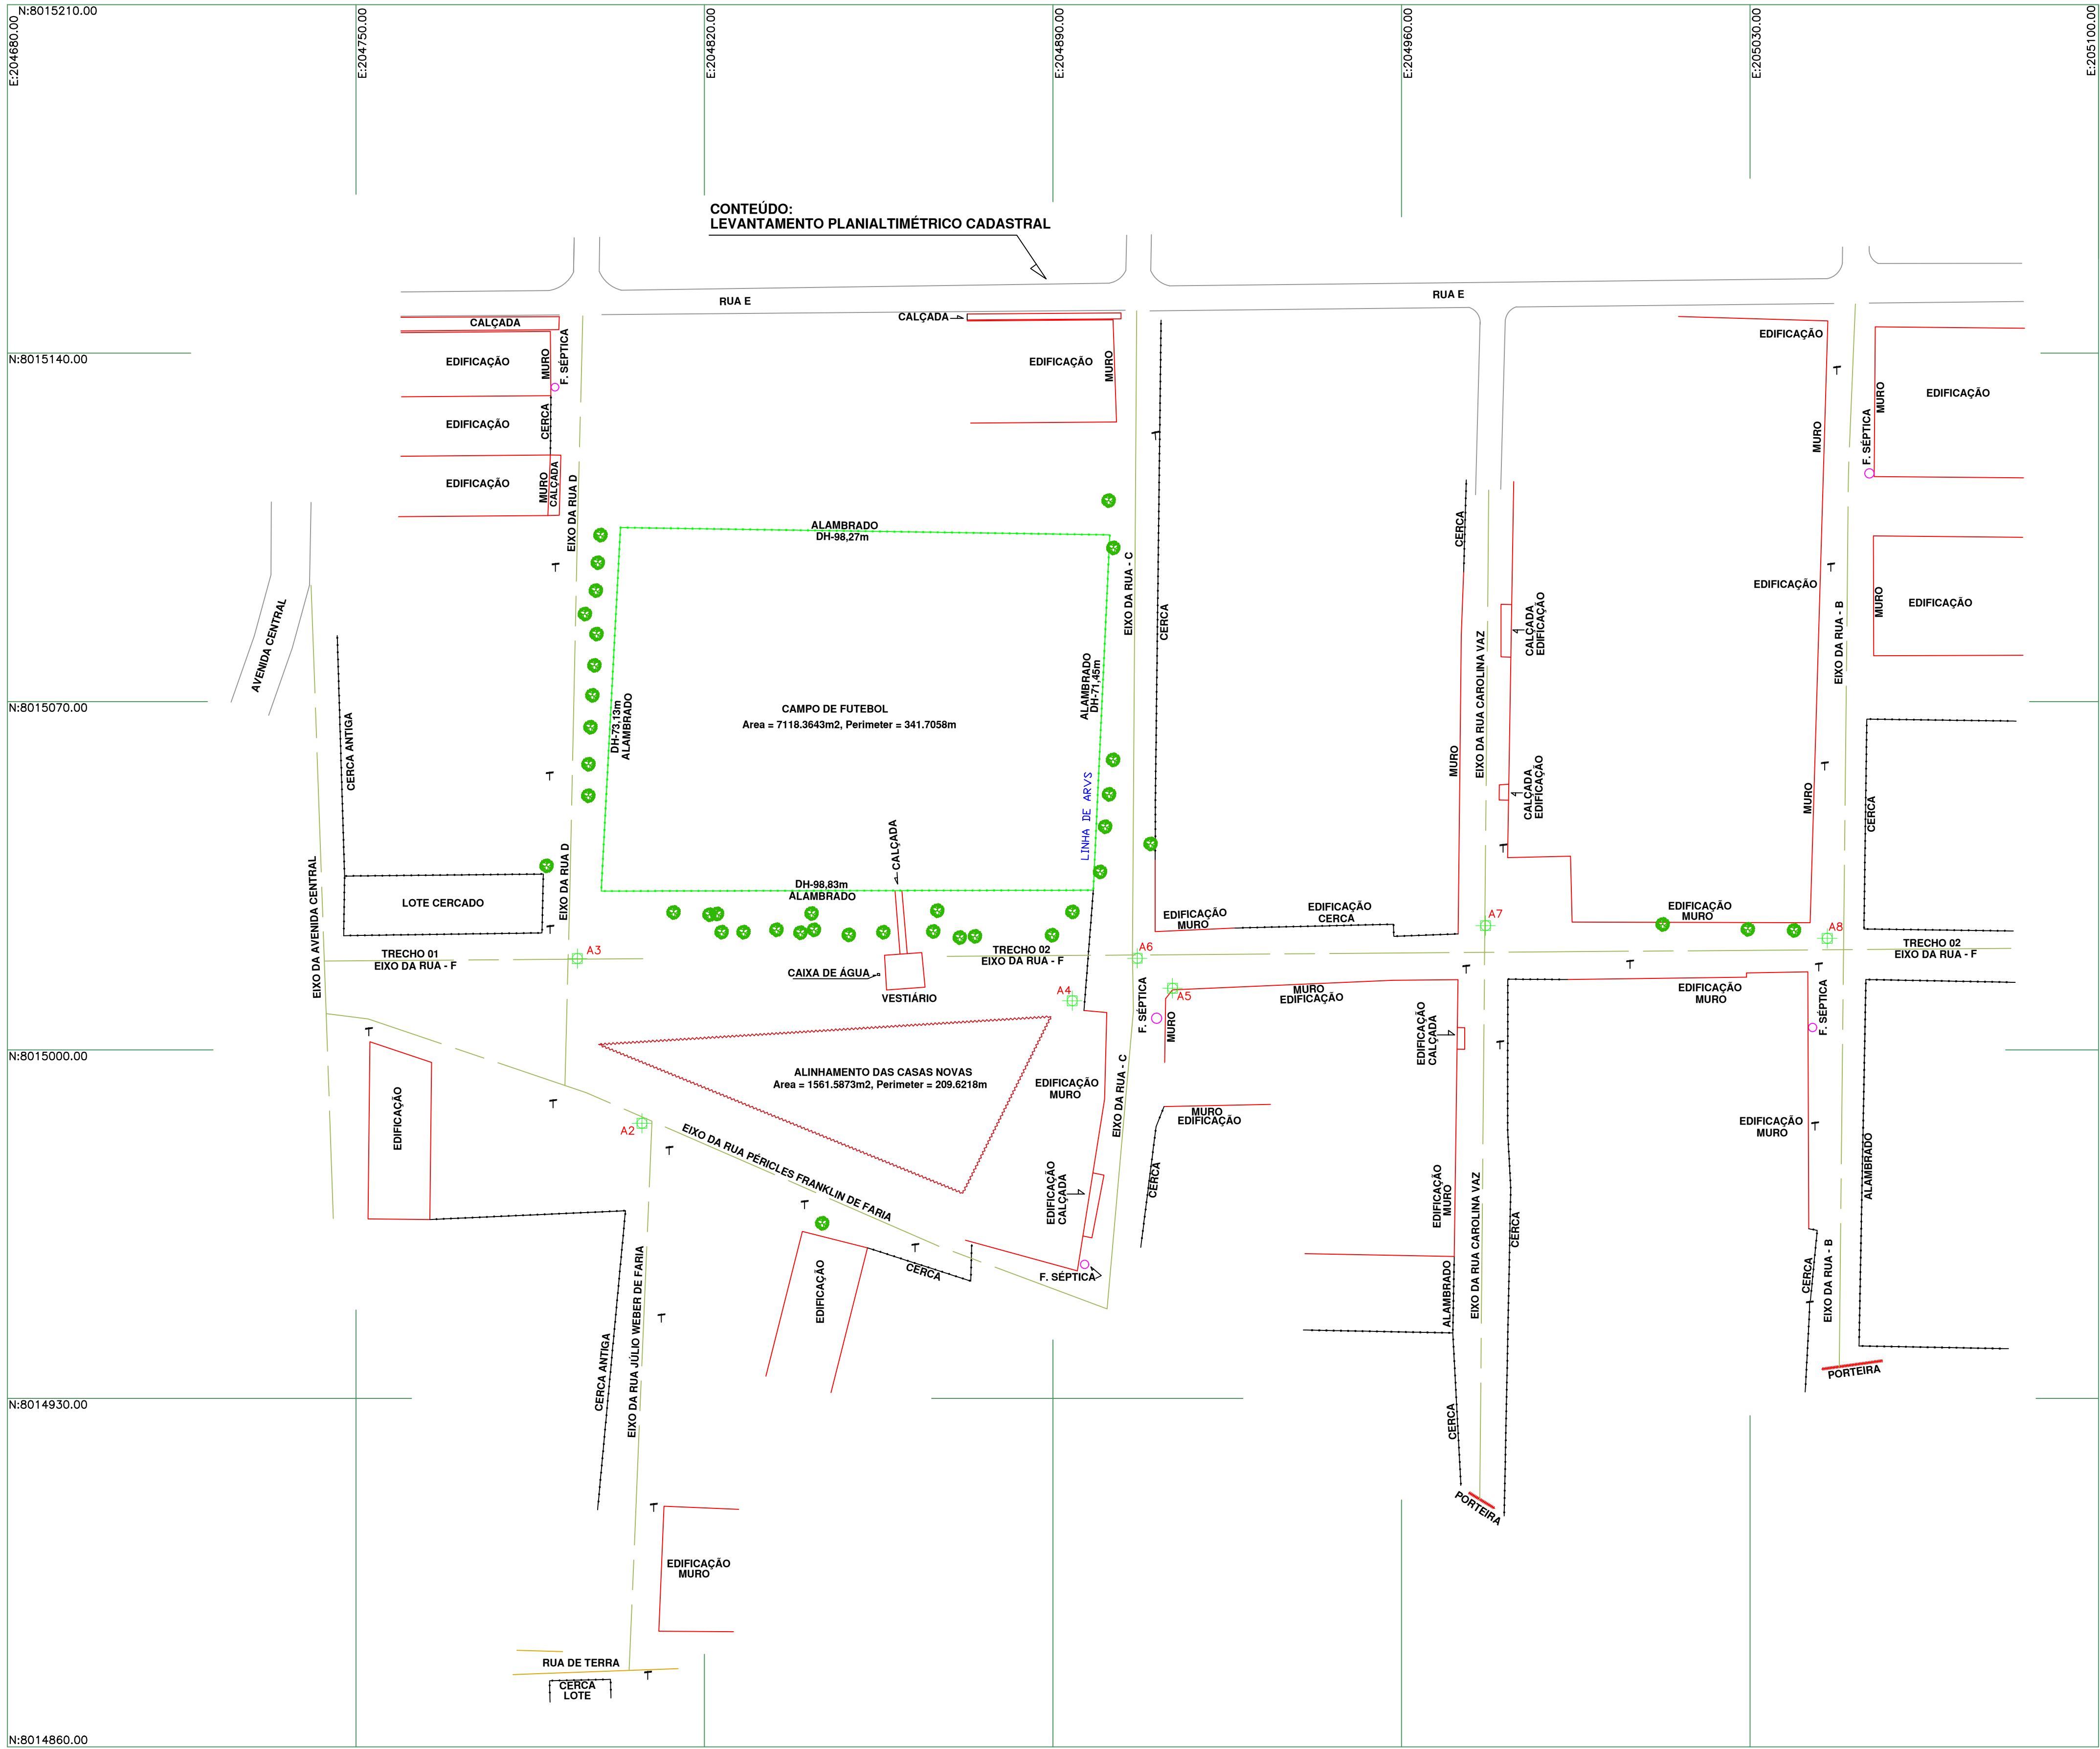 N:8015210.00
E:204680.00
E:204750.00
E:204820.00
E:204890.00
E:204960.00
E:205030.00
E:205100.00
CONTEÚDO:
LEVANTAMENTO PLANIALTIMÉTRICO CADASTRAL
RUA E
RUA E
CALÇADA
CALÇADA
EDIFICAÇÃO
MURO
F. SÉPTICA
EDIFICAÇÃO
MURO
EDIFICAÇÃO
N:8015140.00
EDIFICAÇÃO
CERCA
EDIFICAÇÃO
MURO
CALÇADA
EIXO DA RUA D
MURO
MURO
EDIFICAÇÃO
F. SÉPTICA
ALAMBRADO
DH-98,27m
CERCA
EIXO DA RUA - C
CERCA
AVENIDA CENTRAL
CALÇADA
EDIFICAÇÃO
EDIFICAÇÃO
EIXO DA RUA - B
MURO
EDIFICAÇÃO
N:8015070.00
CERCA ANTIGA
DH-73,13m
ALAMBRADO
CAMPO DE FUTEBOL
Area = 7118.3643m2, Perimeter = 341.7058m
ALAMBRADO
DH-71,45m
LINHA DE ARVS
MURO
EIXO DA RUA CAROLINA VAZ
CALÇADA
EDIFICAÇÃO
MURO
CERCA
CALÇADA
EIXO DA RUA D
DH-98,83m
ALAMBRADO
LOTE CERCADO
EIXO DA AVENIDA CENTRAL
EDIFICAÇÃO
MURO
EDIFICAÇÃO
CERCA
A7
EDIFICAÇÃO
MURO
A8
TRECHO 01
EIXO DA RUA - F
A3
TRECHO 02
EIXO DA RUA - F
A6
TRECHO 02
EIXO DA RUA - F
CAIXA DE ÁGUA
VESTIÁRIO
A4
F. SÉPTICA
A5
MURO
MURO
EDIFICAÇÃO
EDIFICAÇÃO
MURO
F. SÉPTICA
EDIFICAÇÃO
CALÇADA
N:8015000.00
ALINHAMENTO DAS CASAS NOVAS
Area = 1561.5873m2, Perimeter = 209.6218m
EDIFICAÇÃO
MURO
EIXO DA RUA - C
MURO
EDIFICAÇÃO
EDIFICAÇÃO
A2
EIXO DA RUA PÉRICLES FRANKLIN DE FARIA
EDIFICAÇÃO
MURO
ALAMBRADO
CERCA
EDIFICAÇÃO
CALÇADA
EDIFICAÇÃO
MURO
EIXO DA RUA CAROLINA VAZ
CERCA
CERCA
F. SÉPTICA
EDIFICAÇÃO
ALAMBRADO
CERCA
EIXO DA RUA - B
EIXO DA RUA JÚLIO WEBER DE FARIA
CERCA ANTIGA
PORTEIRA
N:8014930.00
CERCA
PORTEIRA
EDIFICAÇÃO
MURO
RUA DE TERRA
CERCA
LOTE
N:8014860.00